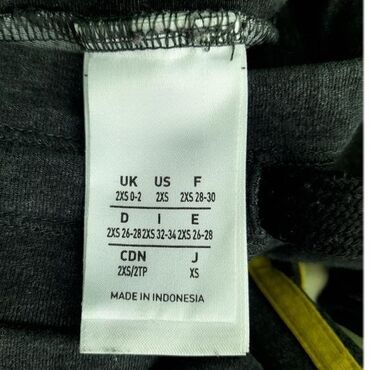 UK US F
2XS 0-2 2XS 2XS 28-30
D I E
2XS 26-28 2XS 32-34 2XS 26-28
CDN J
2XS/2TP XS
MADE IN INDONESIA